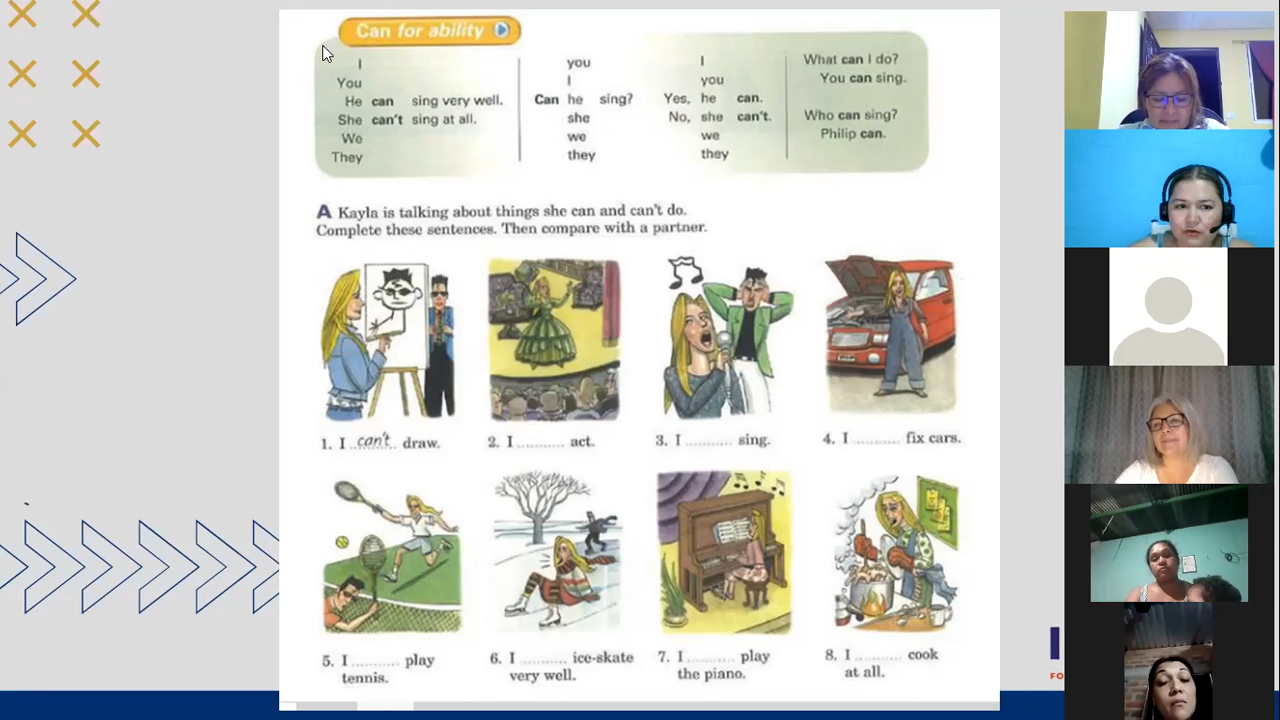 Can for ability
I
You
He can sing very well.
She can't sing at all.
We
They
you
I
Can he sing?
she
we
they
I
you
Yes, he can.
No, she can't.
we
they
What can I do?
You can sing.
Who can sing?
Philip can.
A Kayla is talking about things she can and can't do.
Complete these sentences. Then compare with a partner.
1. I can't draw.
2. I .......... act.
3. I .......... sing.
4. I .......... fix cars.
5. I .......... play
tennis.
6. I .......... ice-skate
very well.
7. I .......... play
the piano.
8. I .......... cook
at all.
FO